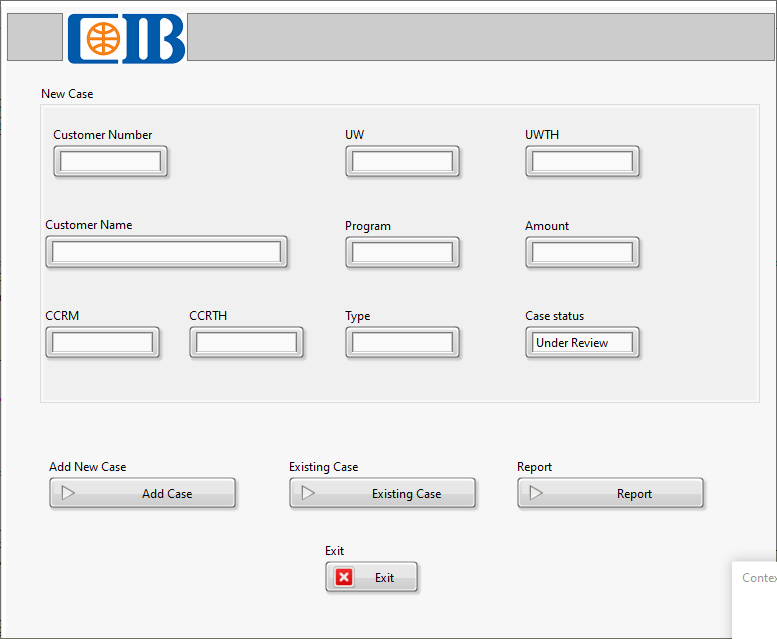 CIB
New Case
Customer Number UW UWTH
Customer Name Program Amount
CCRM CCRTH Type Case status
Under Review
Add New Case Existing Case Report
Add Case Existing Case Report
Exit
Exit